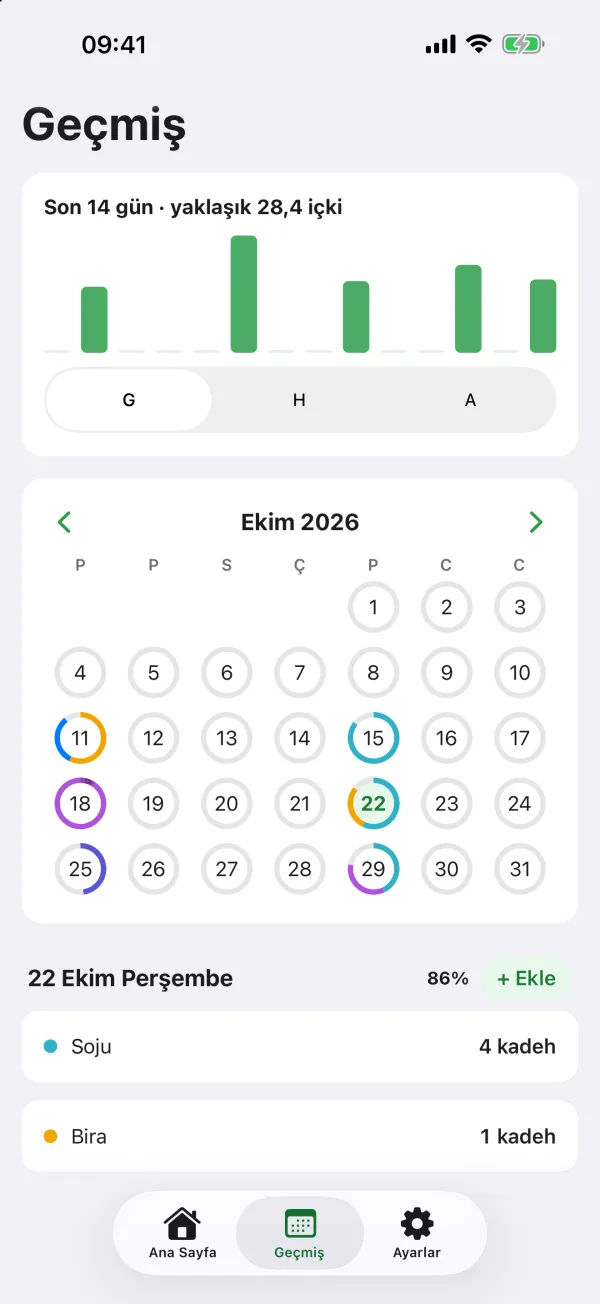 09:41
Geçmiş
Son 14 gün · yaklaşık 28,4 içki
G H A
Ekim 2026
P P S Ç P C C
1 2 3
4 5 6 7 8 9 10
11 12 13 14 15 16 17
18 19 20 21 22 23 24
25 26 27 28 29 30 31
22 Ekim Perşembe 86% + Ekle
Soju 4 kadeh
Bira 1 kadeh
Ana Sayfa Geçmiş Ayarlar